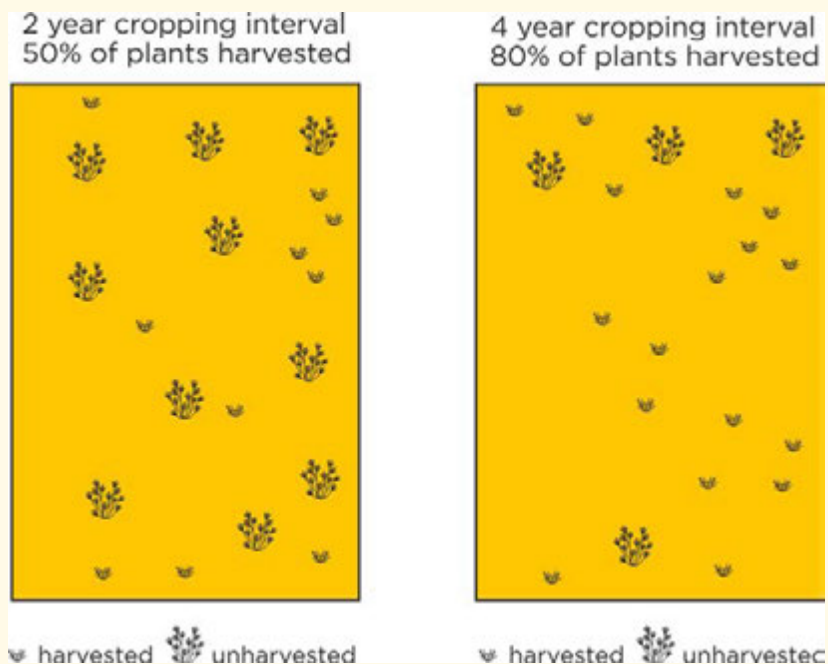 2 year cropping interval
50% of plants harvested
4 year cropping interval
80% of plants harvested
harvested unharvested
harvested unharvested